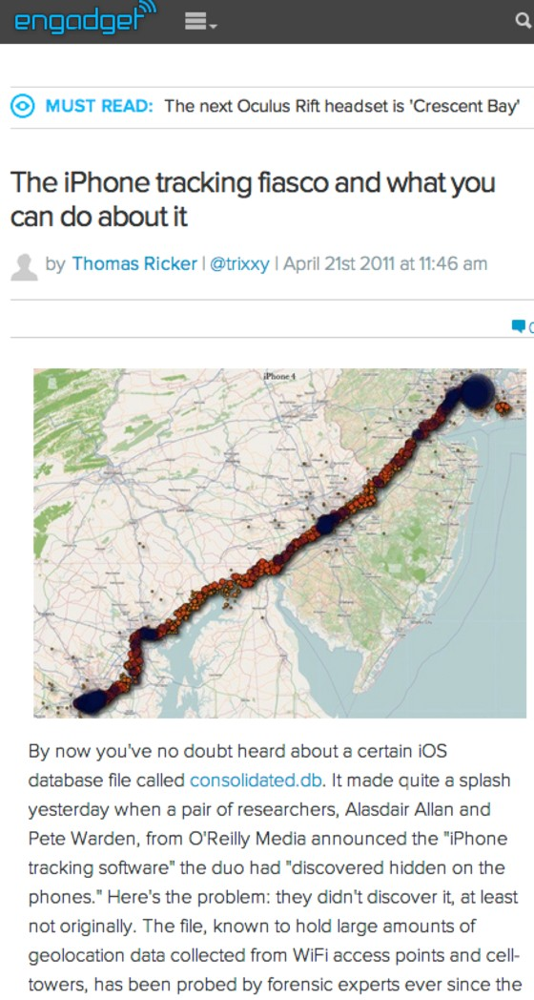 engadget
MUST READ: The next Oculus Rift headset is 'Crescent Bay'
The iPhone tracking fiasco and what you
can do about it
by Thomas Ricker | @trixxy | April 21st 2011 at 11:46 am
iPhone 4
By now you've no doubt heard about a certain iOS
database file called consolidated.db. It made quite a splash
yesterday when a pair of researchers, Alasdair Allan and
Pete Warden, from O'Reilly Media announced the "iPhone
tracking software" the duo had "discovered hidden on the
phones." Here's the problem: they didn't discover it, at least
not originally. The file, known to hold large amounts of
geolocation data collected from WiFi access points and cell-
towers, has been probed by forensic experts ever since the